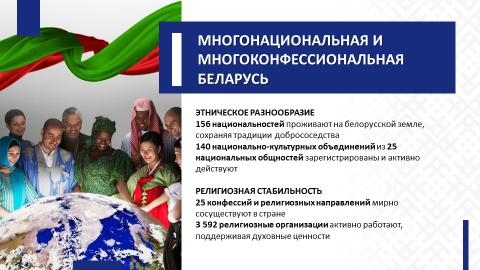 МНОГОНАЦИОНАЛЬНАЯ И
МНОГОКОНФЕССИОНАЛЬНАЯ
БЕЛАРУСЬ
ЭТНИЧЕСКОЕ РАЗНООБРАЗИЕ
156 национальностей проживают на белорусской земле,
сохраняя традиции добрососедства
140 национально-культурных объединений из 25
национальных общностей зарегистрированы и активно
действуют
РЕЛИГИОЗНАЯ СТАБИЛЬНОСТЬ
25 конфессий и религиозных направлений мирно
сосуществуют в стране
3 592 религиозные организации активно работают,
поддерживая духовные ценности